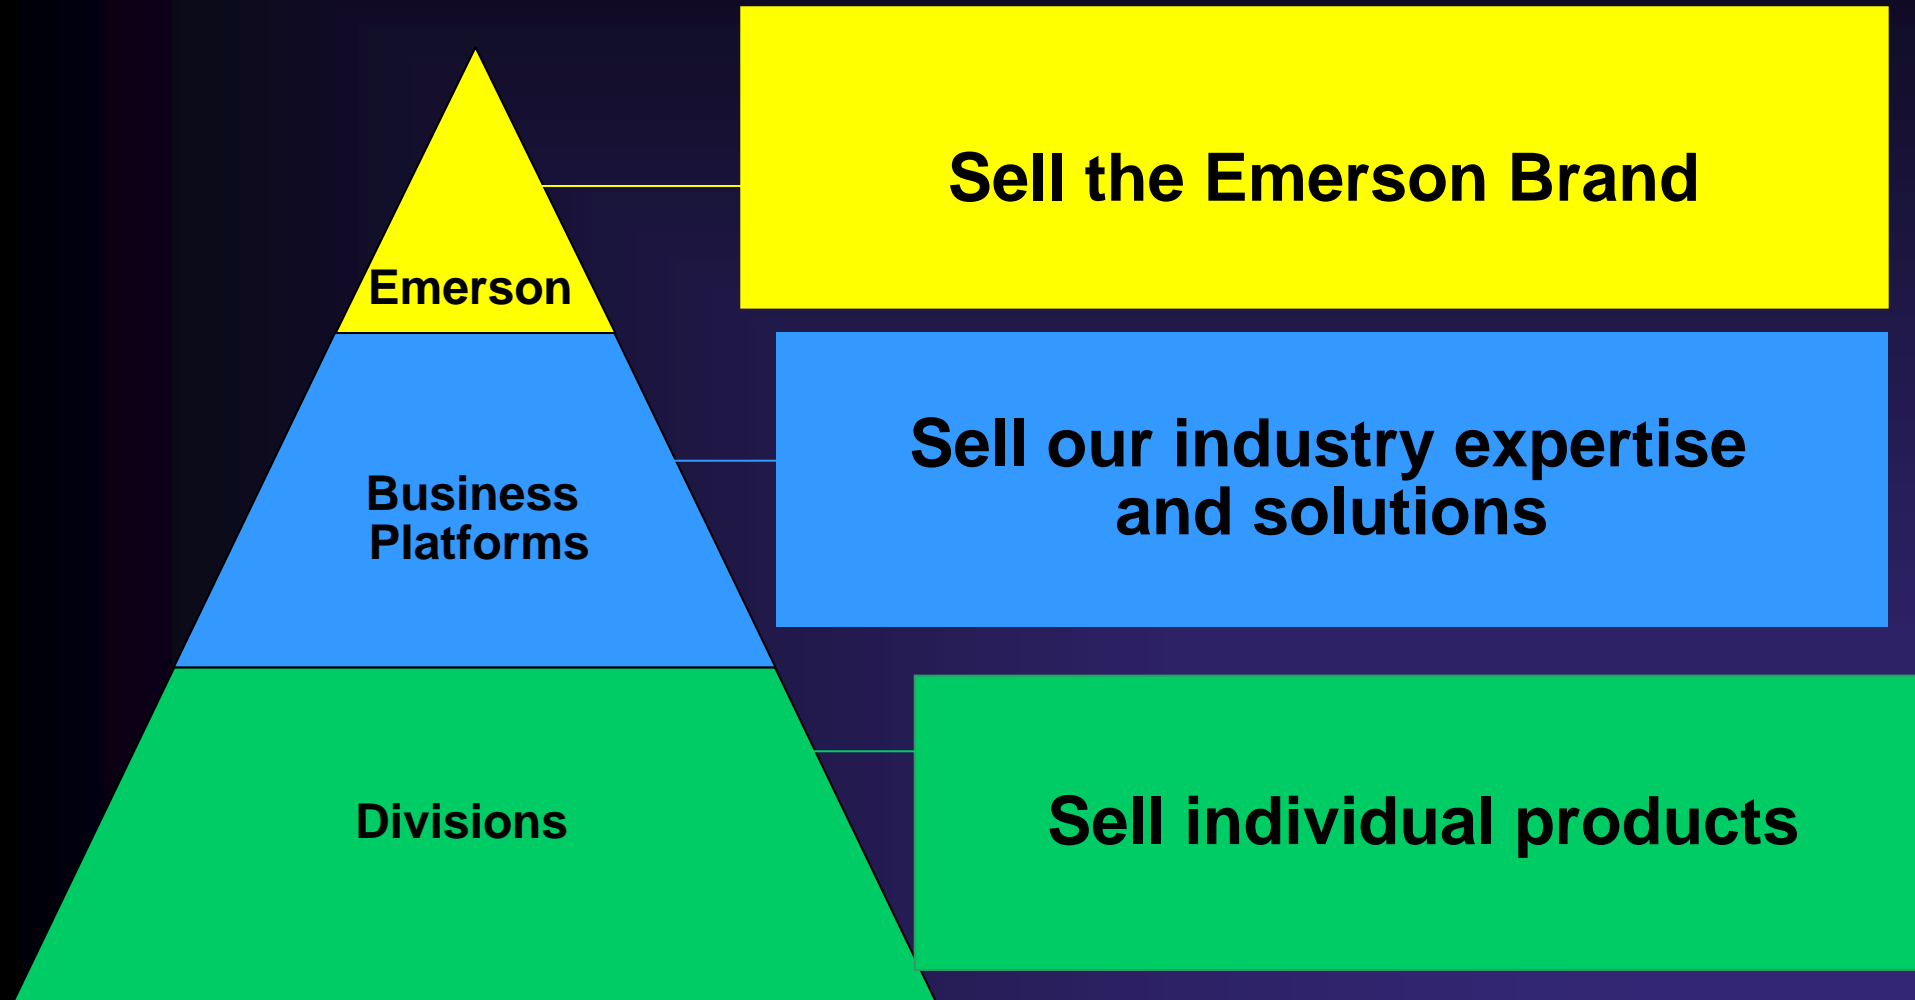 Sell the Emerson Brand
Emerson
Sell our industry expertise
and solutions
Business
Platforms
Sell individual products
Divisions